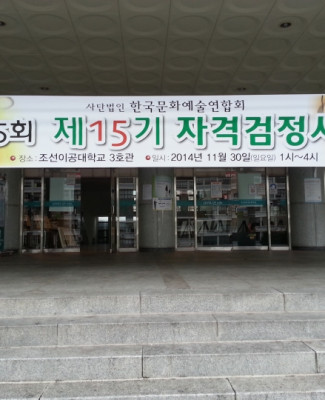 사단법인 한국문화예술연합회
5회 제15기 자격검정시
장소 : 조선이공대학교 3호관 일시 : 2014년 11월 30일(일요일) 1시~4시